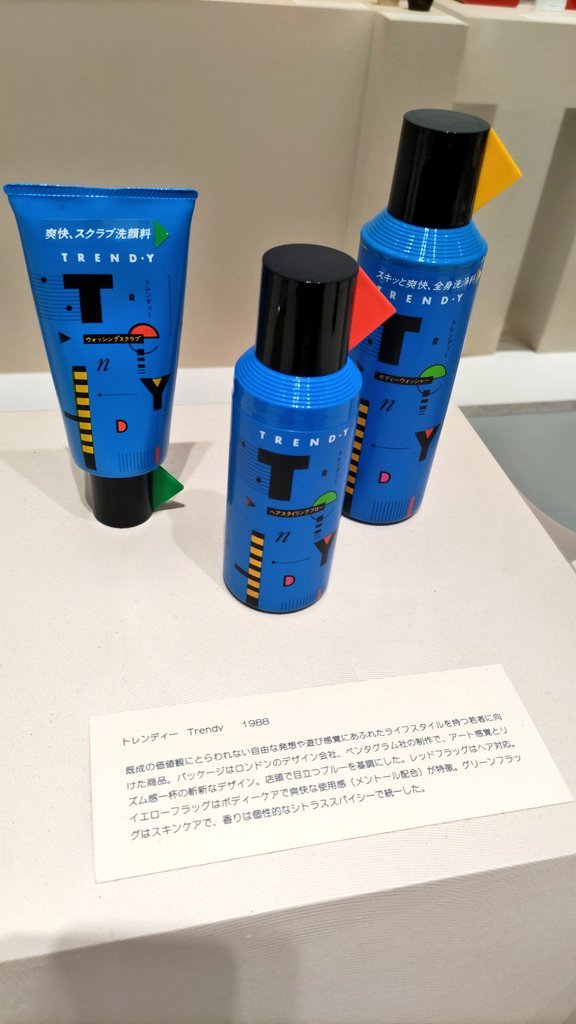 爽快、スクラブ洗顔料
TREND·Y
T
R
トレンディー
ウォッシングスクラブ
e
n
Y
D
スキッと爽快、全身洗浄料
TREND·Y
T
R
トレンディー
ボディーウォッシャー
Y
D
TREND·Y
T
R
トレンディー
ヘアスタイリングブロー
e
n
Y
D
トレンディー Trendy 1988
既成の価値観にとらわれない自由な発想や遊び感覚にあふれたライフスタイルを持つ若者に向
けた商品。パッケージはロンドンのデザイン会社、ペンタグラム社の制作で、アート感覚とリ
ズム感一杯の斬新なデザイン。店頭で目立つブルーを基調にした。レッドフラッグはヘア対応。
イエローフラッグはボディーケアで爽快な使用感（メントール配合）が特徴。グリーンフラッ
グはスキンケアで、香りは個性的なシトラススパイシーで統一した。